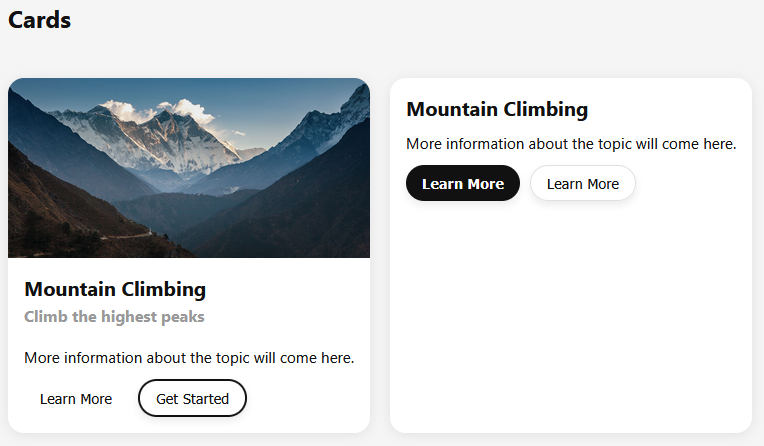 Cards
Mountain Climbing
Climb the highest peaks
More information about the topic will come here.
Learn More
Get Started
Mountain Climbing
More information about the topic will come here.
Learn More
Learn More